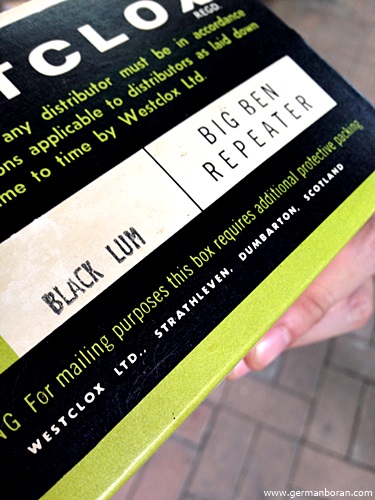 TCLOX
REGD.
any distributor must be in accordance
ons applicable to distributors as laid down
me to time by Westclox Ltd.
BIG BEN
REPEATER
BLACK LUM
NG For mailing purposes this box requires additional protective packing
WESTCLOX LTD., STRATHLEVEN, DUMBARTON, SCOTLAND
www.germanboran.com